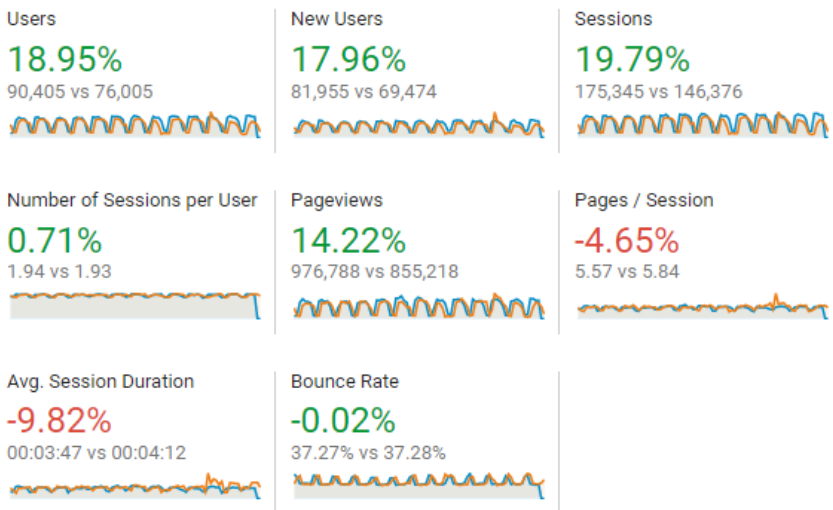 Users
18.95%
90,405 vs 76,005
New Users
17.96%
81,955 vs 69,474
Sessions
19.79%
175,345 vs 146,376
Number of Sessions per User
0.71%
1.94 vs 1.93
Pageviews
14.22%
976,788 vs 855,218
Pages / Session
-4.65%
5.57 vs 5.84
Avg. Session Duration
-9.82%
00:03:47 vs 00:04:12
Bounce Rate
-0.02%
37.27% vs 37.28%